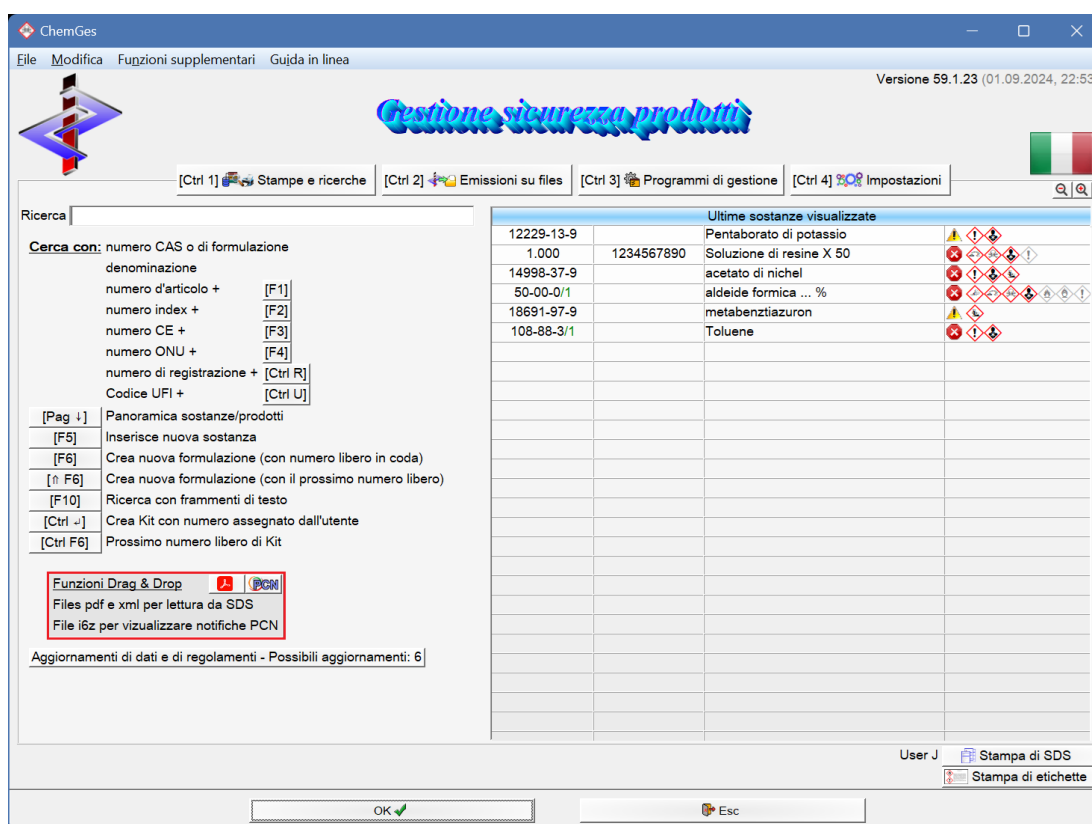 ChemGes
File Modifica Funzioni supplementari Guida in linea
Versione 59.1.23 (01.09.2024, 22:53
Gestione sicurezza prodotti
[Ctrl 1] Stampe e ricerche [Ctrl 2] Emissioni su files [Ctrl 3] Programmi di gestione [Ctrl 4] Impostazioni
Ricerca
Cerca con: numero CAS o di formulazione
denominazione
numero d'articolo + [F1]
numero index + [F2]
numero CE + [F3]
numero ONU + [F4]
numero di registrazione + [Ctrl R]
Codice UFI + [Ctrl U]
[Pag ↓] Panoramica sostanze/prodotti
[F5] Inserisce nuova sostanza
[F6] Crea nuova formulazione (con numero libero in coda)
[⇑ F6] Crea nuova formulazione (con il prossimo numero libero)
[F10] Ricerca con frammenti di testo
[Ctrl ↵] Crea Kit con numero assegnato dall'utente
[Ctrl F6] Prossimo numero libero di Kit
Funzioni Drag & Drop PCN
Files pdf e xml per lettura da SDS
File i6z per vizualizzare notifiche PCN
Aggiornamenti di dati e di regolamenti - Possibili aggiornamenti: 6
Ultime sostanze visualizzate
12229-13-9 Pentaborato di potassio
1.000 1234567890 Soluzione di resine X 50
14998-37-9 acetato di nichel
50-00-0/1 aldeide formica ... %
18691-97-9 metabenztiazuron
108-88-3/1 Toluene
User J Stampa di SDS
Stampa di etichette
OK Esc